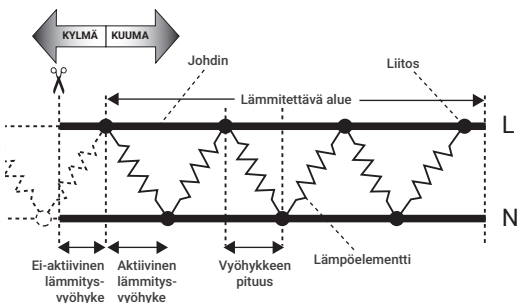 KYLMÄ KUUMA
Johdin
Liitos
Lämmitettävä alue
L
N
Ei-aktiivinen
lämmitys-
vyöhyke
Aktiivinen
lämmitys-
vyöhyke
Vyöhykkeen
pituus
Lämpöelementti